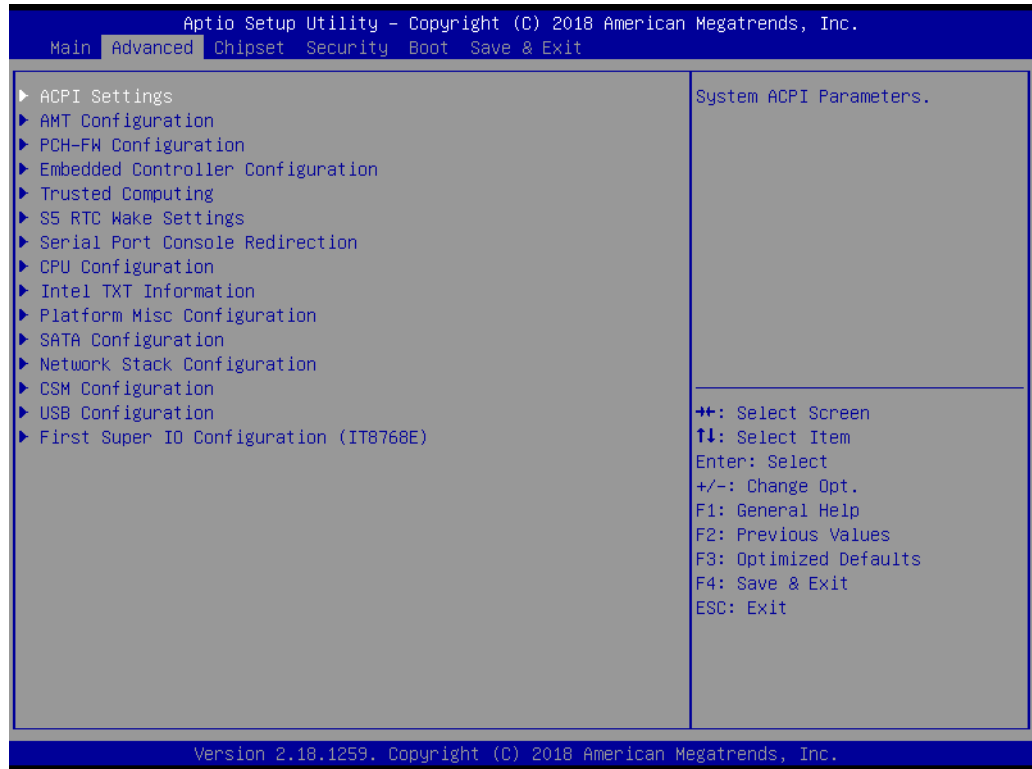 Aptio Setup Utility – Copyright (C) 2018 American Megatrends, Inc.
Main Advanced Chipset Security Boot Save & Exit
▶ ACPI Settings
▶ AMT Configuration
▶ PCH-FW Configuration
▶ Embedded Controller Configuration
▶ Trusted Computing
▶ S5 RTC Wake Settings
▶ Serial Port Console Redirection
▶ CPU Configuration
▶ Intel TXT Information
▶ Platform Misc Configuration
▶ SATA Configuration
▶ Network Stack Configuration
▶ CSM Configuration
▶ USB Configuration
▶ First Super IO Configuration (IT8768E)
System ACPI Parameters.
→←: Select Screen
↑↓: Select Item
Enter: Select
+/-: Change Opt.
F1: General Help
F2: Previous Values
F3: Optimized Defaults
F4: Save & Exit
ESC: Exit
Version 2.18.1259. Copyright (C) 2018 American Megatrends, Inc.